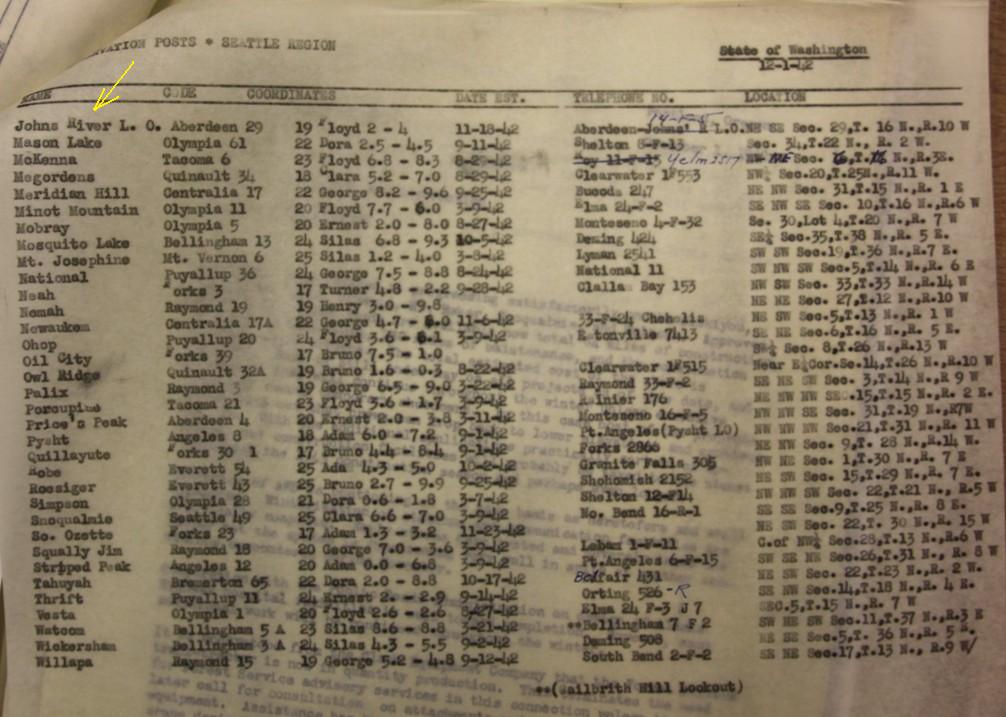 VATION POSTS * SEATTLE REGION
State of Washington
12-1-42
NAME CODE COORDINATES DATE EST. TELEPHONE NO. LOCATION
14-F-5
Johns River L. O. Aberdeen 29 19 Floyd 2 - 4 11-18-42 Aberdeen-Johns R L.O. NE SE Sec. 29,T. 16 N.,R.10 W
Mason Lake Olympia 61 22 Dora 2.5 - 4.5 9-11-42 Shelton 8-F-13 Sec. 34,T.22 N., R. 2 W.
McKenna Tacoma 6 23 Floyd 6.8 - 8.3 8-29-42 Roy 11-F-15 Yelm 3517 NW NE Sec. N.,R.3E.
Megordens Quinault 34 18 Clara 5.2 - 7.0 8-29-42 Clearwater 1F553 NW¼ Sec.20,T.25N.,R.11 W.
Meridian Hill Centralia 17 22 George 8.2 - 9.6 9-25-42 Bucoda 247 NE NW Sec. 31,T.15 N., R. 1 E
Minot Mountain Olympia 11 20 Floyd 7.7 - 6.0 3-9-42 Elma 24-F-2 SE NW SE Sec. 10,T.16 N.,R.6 W
Mobray Olympia 5 20 Ernest 2.0 - 8.0 8-27-42 Monteseno 4-F-32 Se. 30,Lot 4,T.20 N.,R. 7 W
Mosquito Lake Bellingham 13 24 Silas 6.8 - 9.3 10-5-42 Deming 424 SE¼ Sec.35,T.38 N., R. 5 E.
Mt. Josephine Mt. Vernon 6 25 Silas 1.2 - 4.0 3-8-42 Lyman 2541 SW SW Sec.19,T.36 N.,R.7 E.
National Puyallup 36 24 George 7.5 - 8.8 8-24-42 National 11 SW NW SW Sec.5,T.14 N., R. 6 E
Neah Forks 3 17 Turner 4.8 - 2.2 9-28-42 Clalla Bay 153 NW SW Sec. 33,T.33 N.,R.14 W
Nemah Raymond 19 19 Henry 3.0 - 9.8 NE NE Sec. 27,T.12 N.,R.10 W
Newaukem Centralia 17A 22 George 4.7 - 6.0 11-6-42 33-F-24 Chehalis NW SW Sec.5,T.13 N., R. 1 W
Ohop Puyallup 20 24 Floyd 3.6 - 6.1 3-9-42 Eatonville 7413 SE NE Sec.6,T.16 N., R. 5 E.
Oil City Forks 39 17 Bruno 7.5 - 1.0 Sec. 8,T.26 N.,R.13 W
Owl Ridge Quinault 32A 19 Bruno 1.6 - 0.3 8-22-42 Clearwater 1F515 Near E¼Cor.Se.14,T.26 N.,R.10 W
Palix Raymond 3 19 George 6.5 - 9.0 3-22-42 Raymond 33-F-2 SE NE SW Sec. 3,T.14 N.,R 9 W
Porcupine Tacoma 21 23 Floyd 3.6 - 1.7 3-9-42 Rainier 176 NW NW NW SEC.15,T.15 N.,R. 2 E.
Price's Peak Aberdeen 4 20 Ernest 2.0 - 3.8 3-11-42 Monteseno 16-F-5 NW NW SE Sec. 31,T.19 N.,R7W
Pysht Angeles 8 18 Adam 6.0 - 7.2 9-1-42 Pt.Angeles(Pysht LO) NW NW Sec.21,T.31 N.,R. 11 W
Quillayute Forks 30 1 17 Bruno 4.4 - 8.4 9-1-42 Forks 2866 NE NW Sec. 9,T. 28 N.,R.14 W.
Robe Everett 54 25 Ada 4.3 - 5.0 10-2-42 Granite Falls 305 NW NE Sec. 1,T.30 N., R. 7 E
Roesiger Everett 43 25 Bruno 2.7 - 9.9 9-25-42 Shohomish 2152 NE SW Sec. 15,T.29 N., R. 7 E.
Simpson Olympia 28 21 Dora 0.6 - 1.8 3-7-42 Shelton 12-F14 NW NW SW Sec. 22,T.21 N.,R.5 W
Snoqualmie Seattle 49 25 Clara 6.6 - 7.0 3-9-42 No. Bend 16-R-1 SE SE Sec.9,T.25 N., R. 8 E.
So. Ozette Forks 23 17 Adam 1.3 - 3.2 11-23-42 NE SW Sec. 22,T. 30 N., R. 15 W
Squally Jim Raymond 18 20 George 7.0 - 3.6 3-9-42 Lebam 1-F-11 C.of NW¼ Sec.28,T.13 N.,R.6 W
Striped Peak Angeles 12 20 Adam 0.0 - 6.8 3-9-42 Pt.Angeles 6-F-15 SW SE NE Sec.26,T.31 N., R. 8 W
Tahuyah Bremerton 65 22 Dora 2.0 - 8.8 10-17-42 Belfair 431 NE SW Sec. 22,T.23 N., R. 2 W.
Thrift Puyallup 11 24 Ernest 2. - 2.9 9-14-42 Orting 526-R NE SW Sec.14,T.18 N., R. 4 E.
Vesta Olympia 1 20 Floyd 2.6 - 2.6 8-27-42 Elma 24 F-3 J 7 SEC.5,T.15 N., R. 7 W
Watcom Bellingham 5 A 23 Silas 8.6 - 8.8 3-21-42 **Bellingham 7 F 2 SW NE SW Sec.11,T.37 N.,R.3 E
Wickersham Bellingham 3 A 24 Silas 4.3 - 5.5 9-2-42 Deming 508 NE SE Sec.5,T. 36 N., R. 5 E.
Willapa Raymond 15 19 George 5.2 - 4.8 9-12-42 South Bend 2-F-2 SE NE Sec.17,T.13 N., R.9 W
**(Gailbrith Hill Lookout)